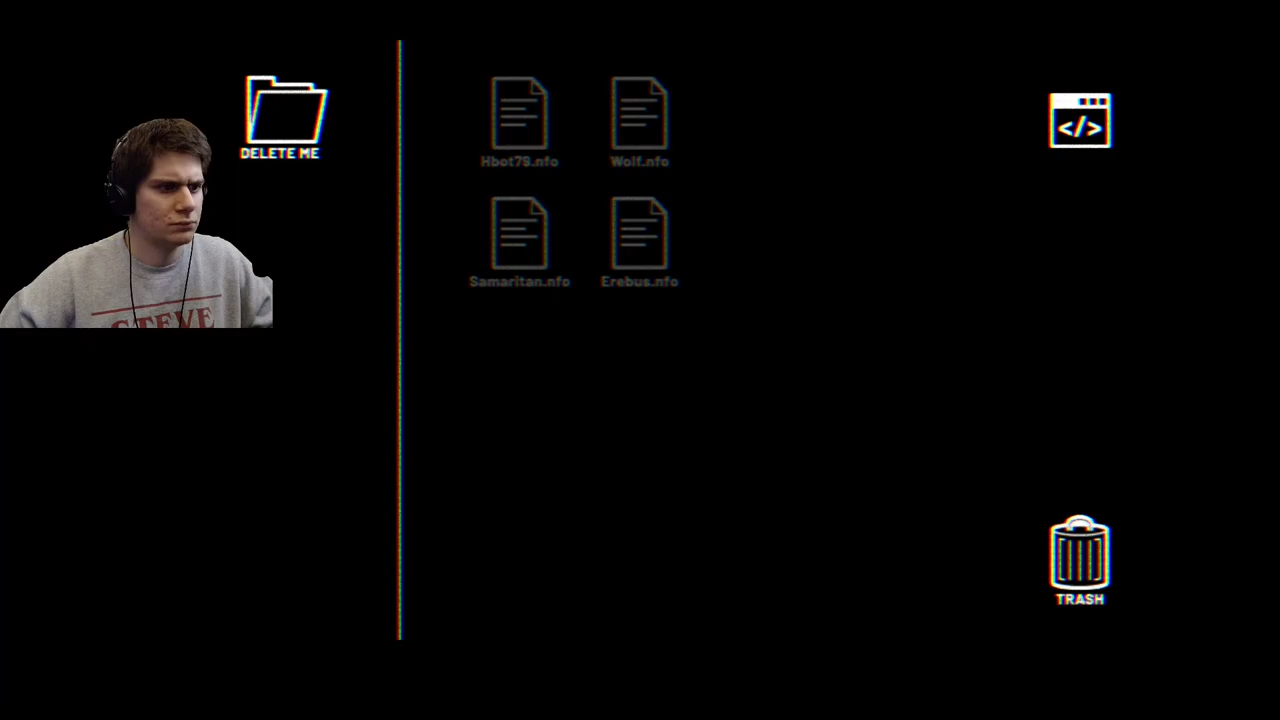 DELETE ME
Hbot79.nfo
Wolf.nfo
Samaritan.nfo
Erebus.nfo
</>
STEVE
TRASH